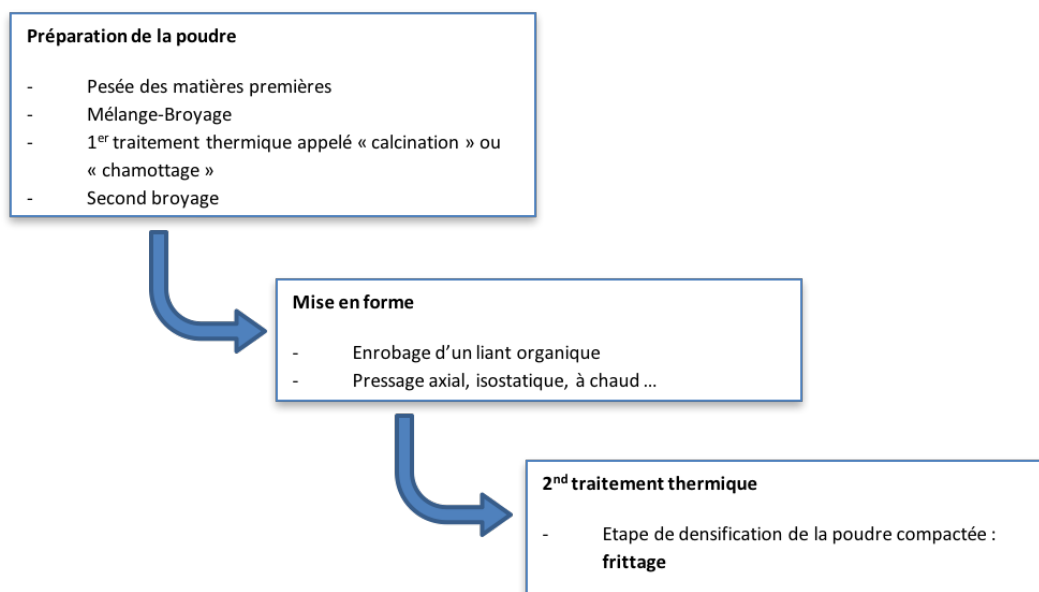 Préparation de la poudre
- Pesée des matières premières
- Mélange-Broyage
- 1er traitement thermique appelé « calcination » ou
« chamottage »
- Second broyage
Mise en forme
- Enrobage d’un liant organique
- Pressage axial, isostatique, à chaud ...
2nd traitement thermique
- Etape de densification de la poudre compactée :
frittage